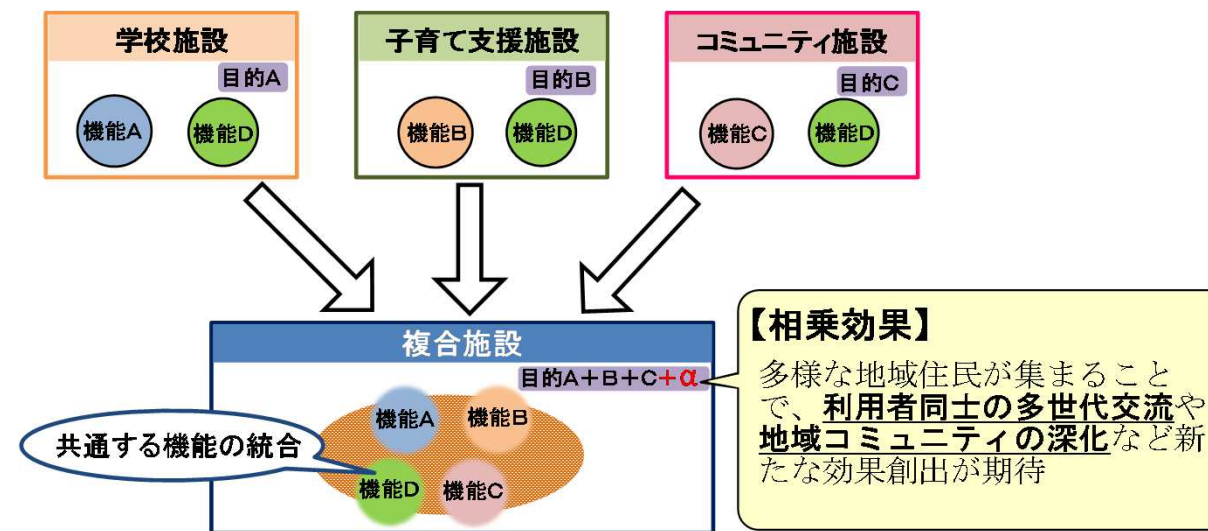 学校施設
目的A
機能A
機能D
子育て支援施設
目的B
機能B
機能D
コミュニティ施設
目的C
機能C
機能D
複合施設
目的A+B+C+α
機能A
機能B
機能D
機能C
共通する機能の統合
【相乗効果】
多様な地域住民が集まること
で、利用者同士の多世代交流や
地域コミュニティの深化など新
たな効果創出が期待